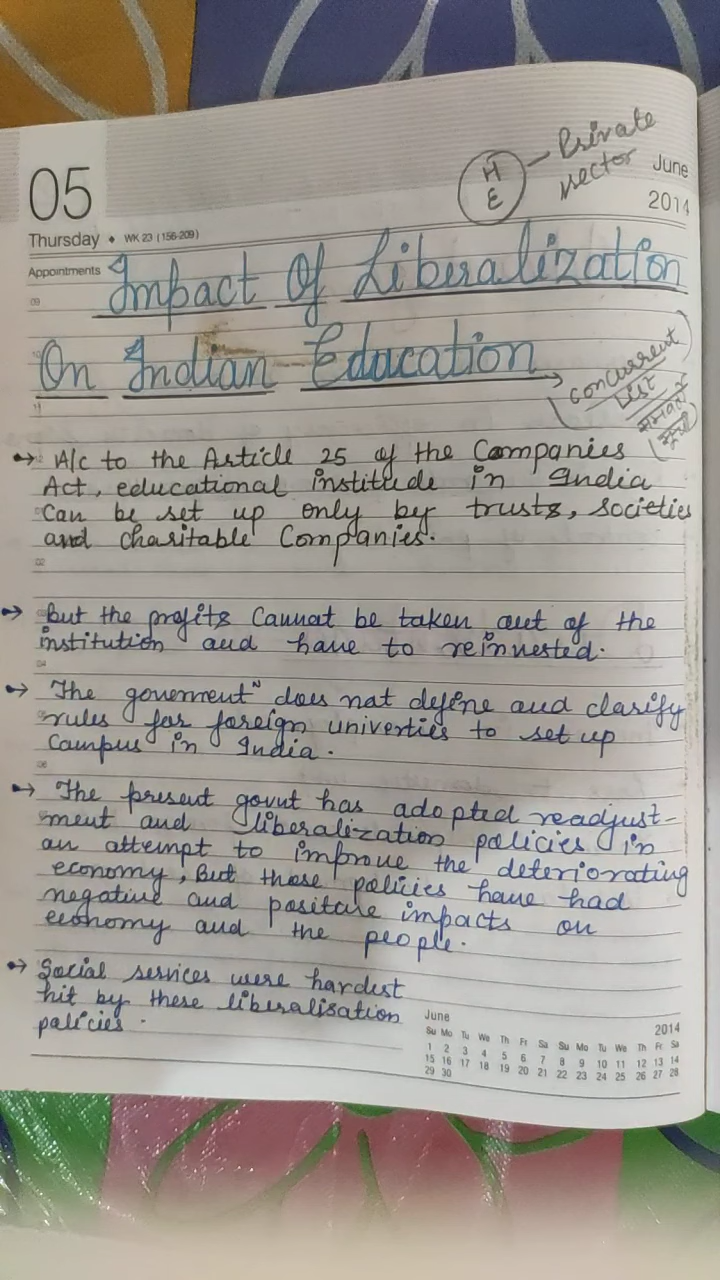 H
E
— Private
sector
05
June
2014
Thursday ♦ WK 23 (156-209)
Appointments
Impact Of Liberalization
On Indian Education
Concurrent
List
समवर्ती
सूची
→ A/c to the Article 25 of the Companies
Act, educational institude in India
Can be set up only by trusts, societies
and charitable Companies.
→ But the profits Cannot be taken out of the
institution and have to reinvested.
→ The government does not define and clarify
rules for foreign univerties to set up
Campus in India.
→ The present govnt has adopted readjust-
ment and liberalization policies in
an attempt to improve the deteriorating
economy, But these policies have had
negative and positive impacts on
economy and the people.
→ Social services were hardest
hit by these liberalisation
policies.
June
2014
Su Mo Tu We Th Fr Sa Su Mo Tu We Th Fr Sa
1 2 3 4 5 6 7 8 9 10 11 12 13 14
15 16 17 18 19 20 21 22 23 24 25 26 27 28
29 30